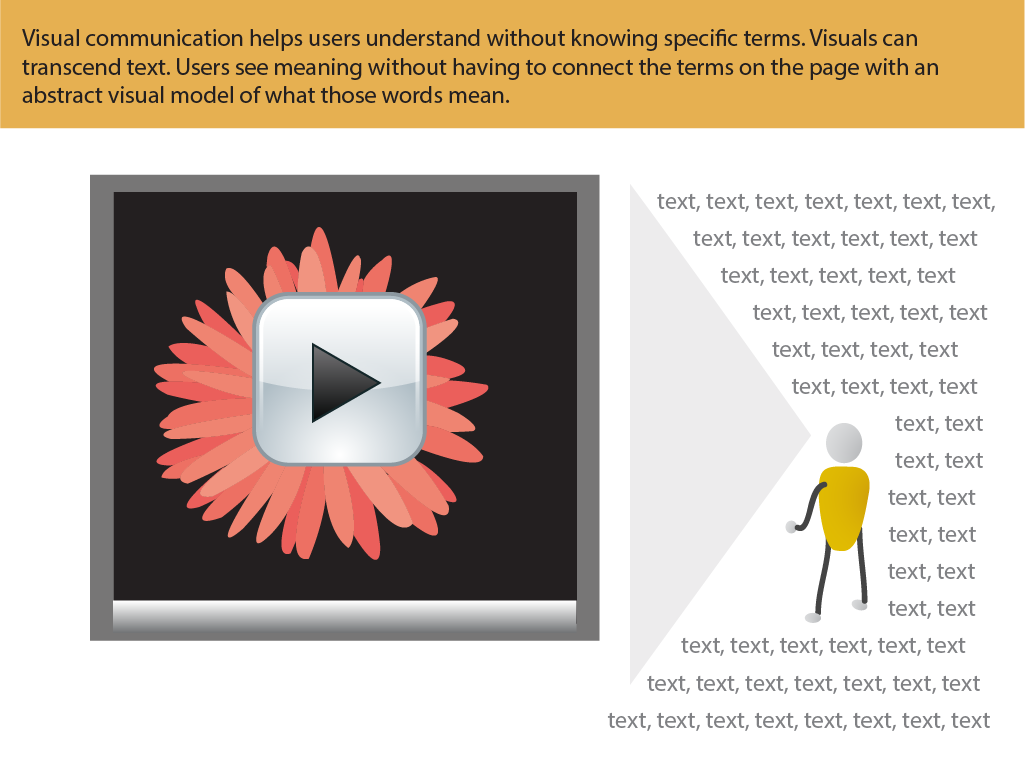 Visual communication helps users understand without knowing specific terms. Visuals can
transcend text. Users see meaning without having to connect the terms on the page with an
abstract visual model of what those words mean.
text, text, text, text, text, text, text,
text, text, text, text, text, text
text, text, text, text, text
text, text, text, text, text
text, text, text, text
text, text, text, text
text, text
text, text
text, text
text, text
text, text
text, text
text, text, text, text, text, text
text, text, text, text, text, text, text
text, text, text, text, text, text, text, text